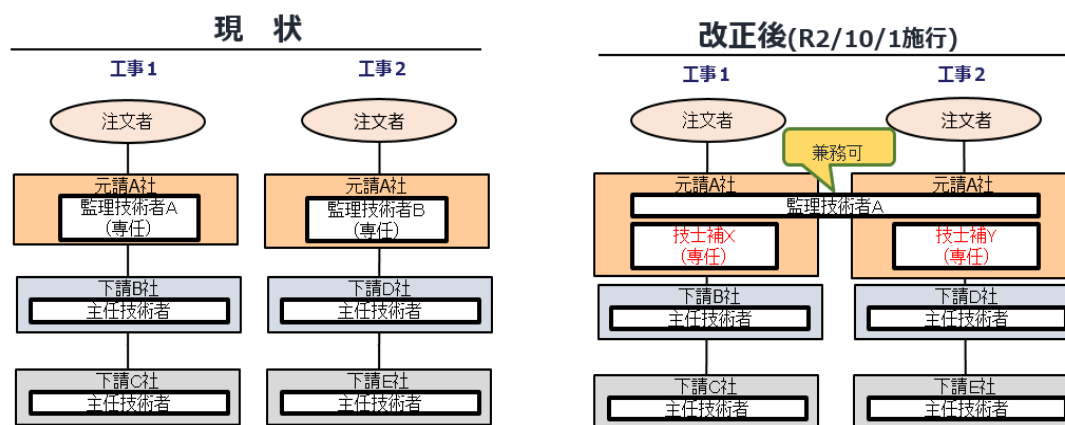 現　状
工事1
工事2
注文者
注文者
元請A社
監理技術者A
(専任)
元請A社
監理技術者B
(専任)
下請B社
主任技術者
下請D社
主任技術者
下請C社
主任技術者
下請E社
主任技術者
改正後(R2/10/1施行)
工事1
工事2
注文者
注文者
兼務可
元請A社
元請A社
監理技術者A
技士補X
(専任)
技士補Y
(専任)
下請B社
主任技術者
下請D社
主任技術者
下請C社
主任技術者
下請E社
主任技術者